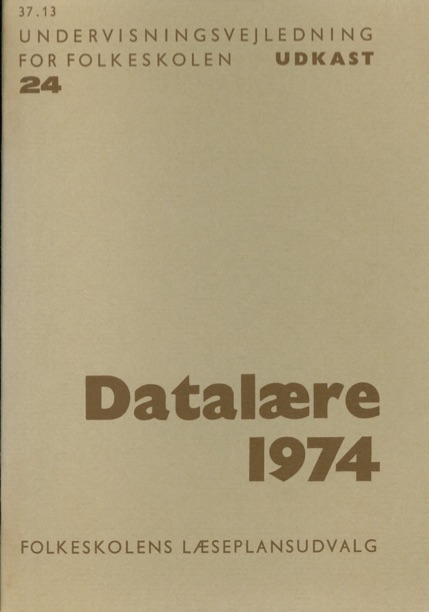 37.13
UNDERVISNINGSVEJLEDNING
FOR FOLKESKOLEN UDKAST
24
Datalære
1974
FOLKESKOLENS LÆSEPLANSUDVALG